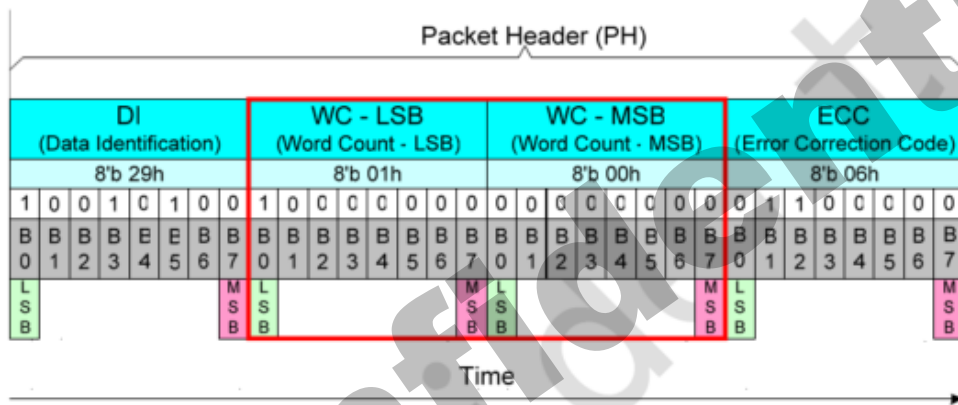 Packet Header (PH)
DI WC - LSB WC - MSB ECC
(Data Identification) (Word Count - LSB) (Word Count - MSB) (Error Correction Code)
8'b 29h 8'b 01h 8'b 00h 8'b 06h
1 0 0 1 0 1 0 0 1 0 0 0 0 0 0 0 0 0 0 0 0 0 0 0 0 1 1 0 0 0 0 0
B B B B E E B B B B B B B B B B B B B B B B B B B B B B B B B B
0 1 2 3 4 5 6 7 0 1 2 3 4 5 6 7 0 1 2 3 4 5 6 7 0 1 2 3 4 5 6 7
L M L M L M L M
S S S S S S S S
B B B B B B B B
Time